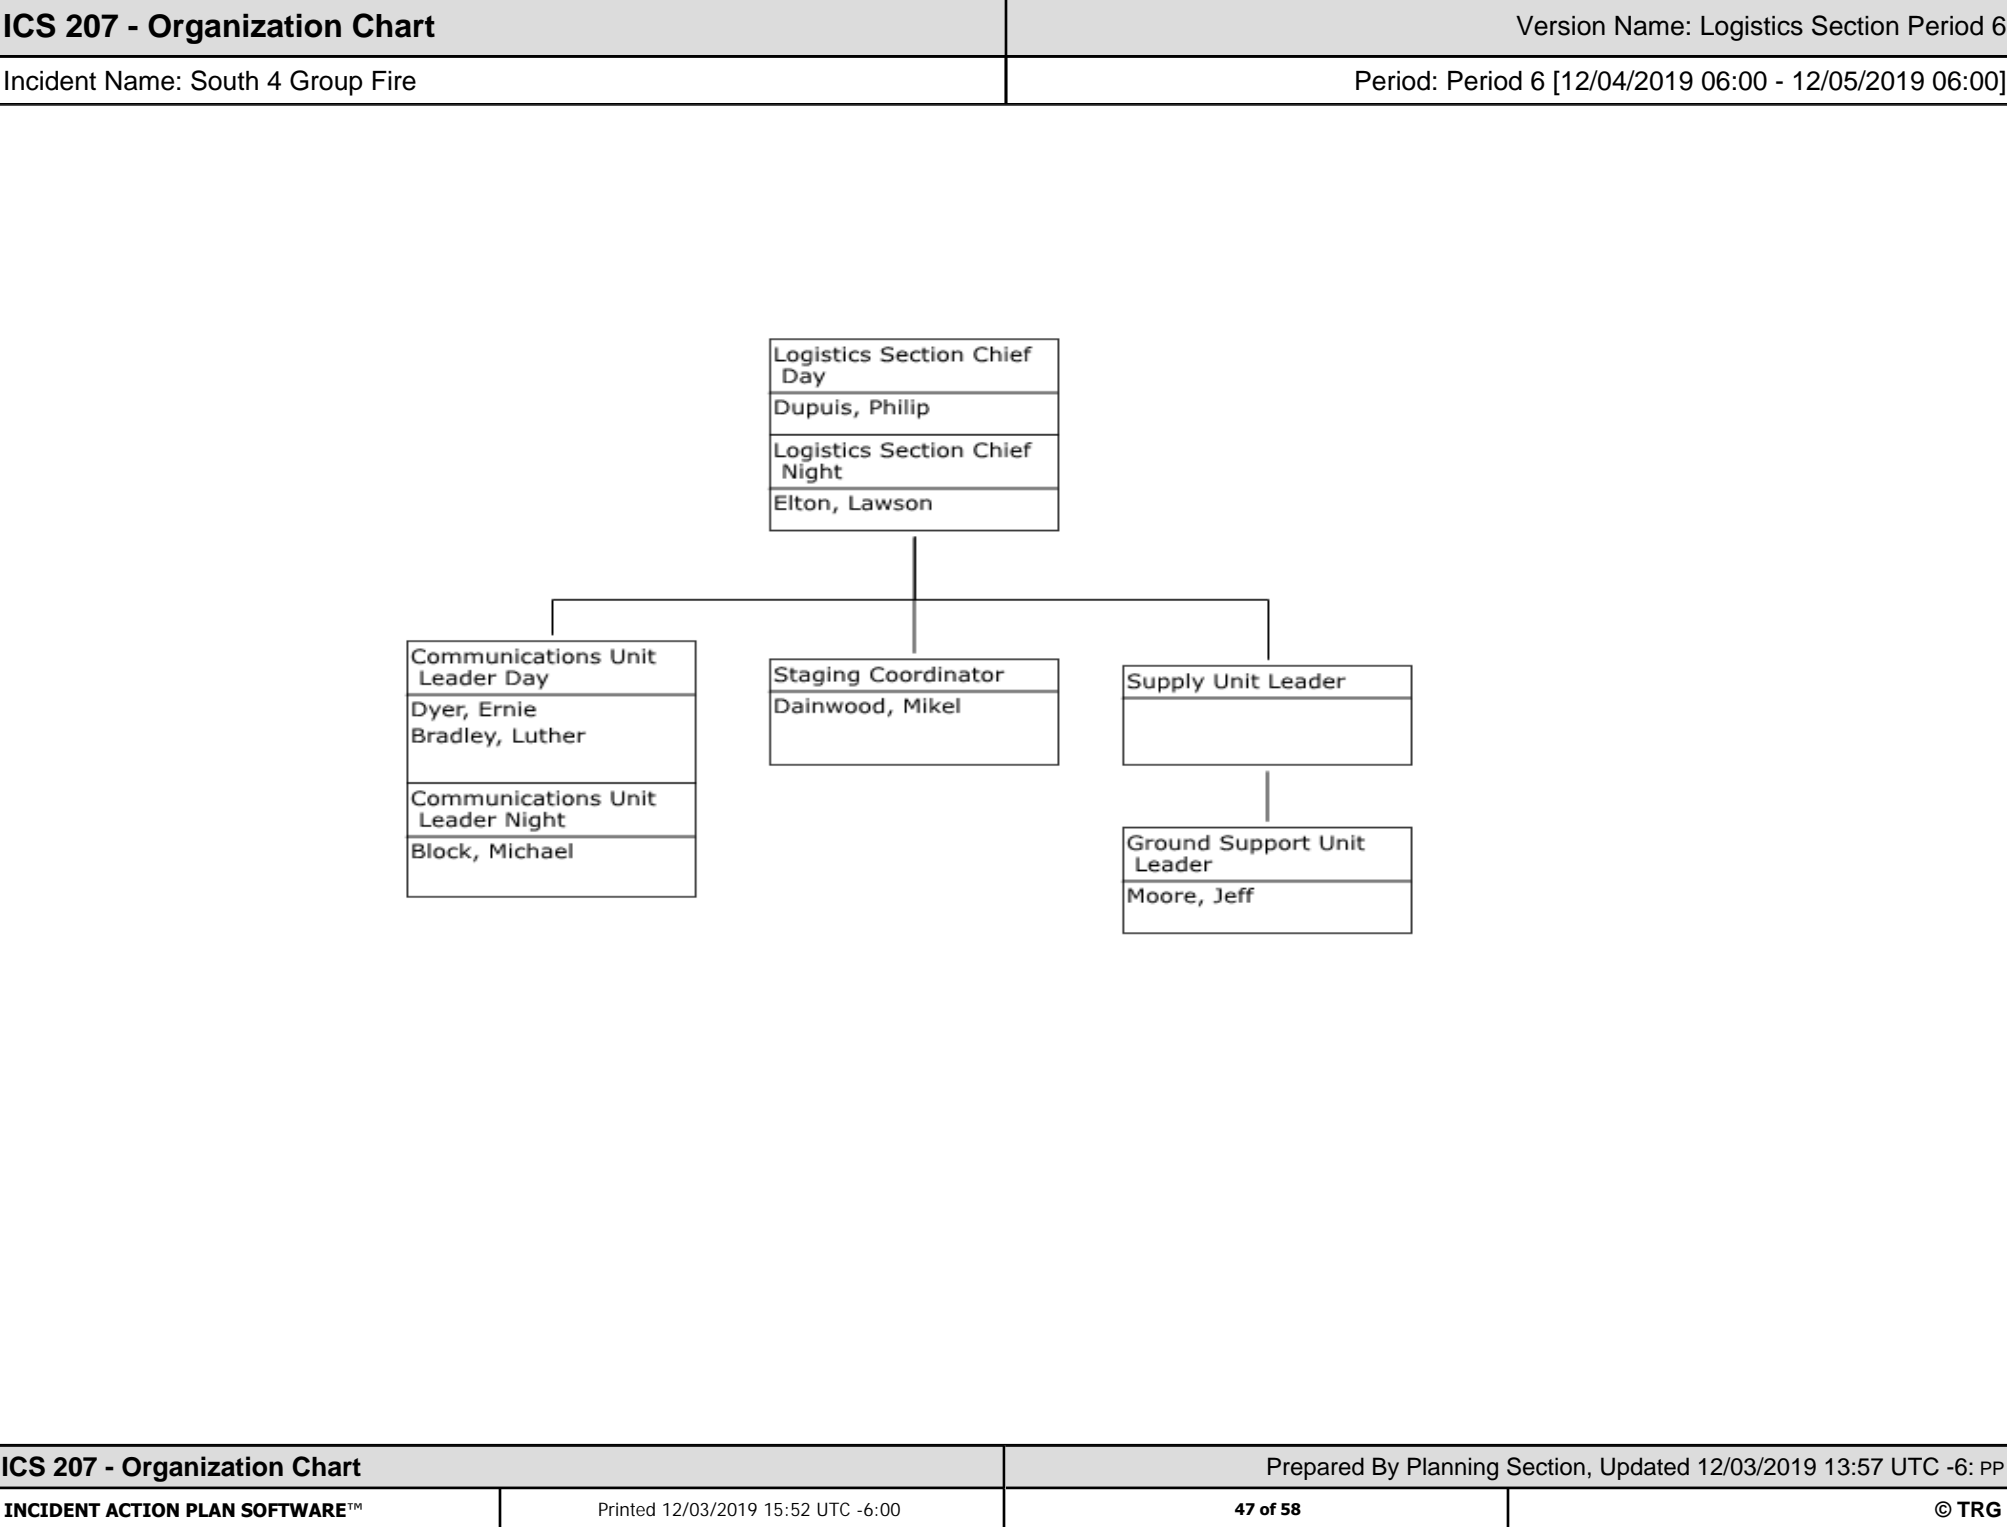 ICS 207 - Organization Chart
Version Name: Logistics Section Period 6
Incident Name: South 4 Group Fire
Period: Period 6 [12/04/2019 06:00 - 12/05/2019 06:00]
Logistics Section Chief
Day
Dupuis, Philip
Logistics Section Chief
Night
Elton, Lawson
Communications Unit
Leader Day
Dyer, Ernie
Bradley, Luther
Communications Unit
Leader Night
Block, Michael
Staging Coordinator
Dainwood, Mikel
Supply Unit Leader
Ground Support Unit
Leader
Moore, Jeff
ICS 207 - Organization Chart
Prepared By Planning Section, Updated 12/03/2019 13:57 UTC -6: PP
INCIDENT ACTION PLAN SOFTWARE™
Printed 12/03/2019 15:52 UTC -6:00
47 of 58
© TRG